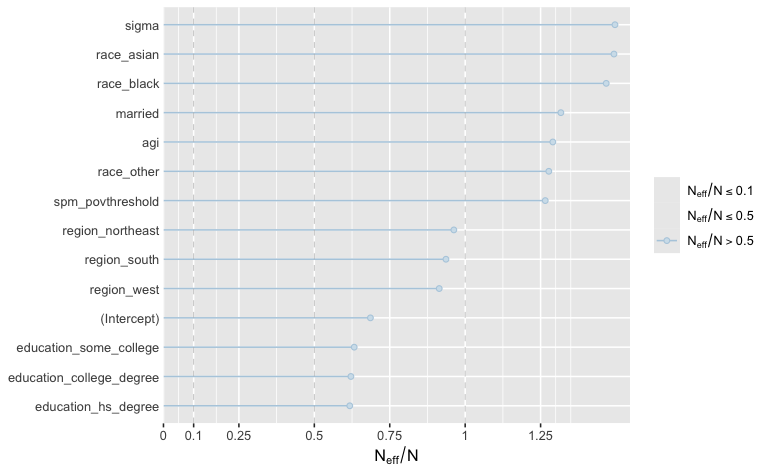 sigma
race_asian
race_black
married
agi
race_other
spm_povthreshold
region_northeast
region_south
region_west
(Intercept)
education_some_college
education_college_degree
education_hs_degree
0 0.1 0.25 0.5 0.75 1 1.25
Neff/N
Neff/N ≤ 0.1
Neff/N ≤ 0.5
Neff/N > 0.5